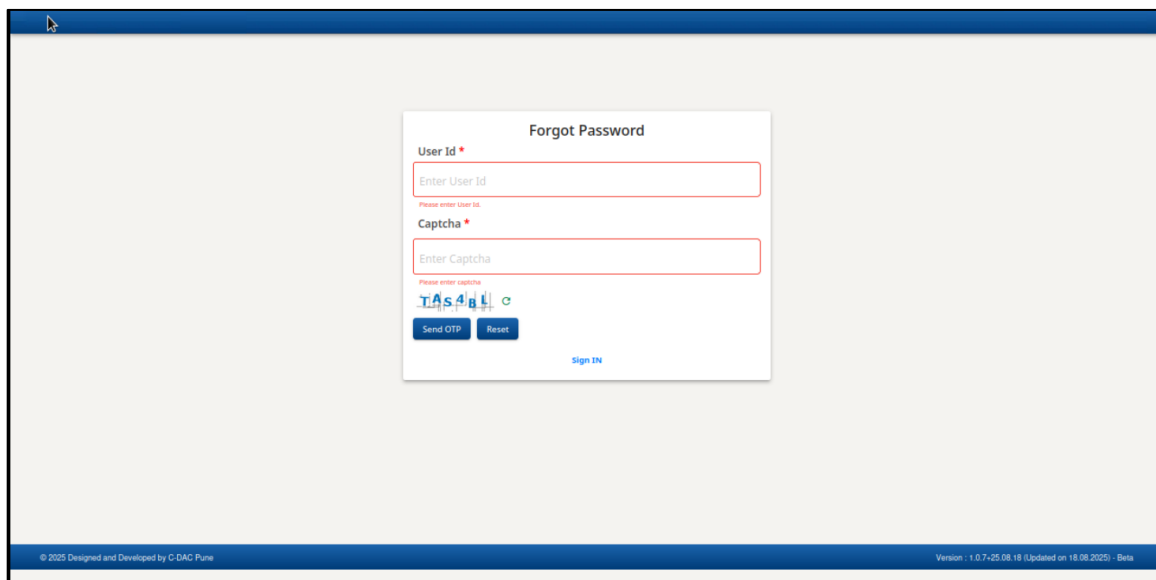 Forgot Password
User Id *
Enter User Id
Please enter User Id.
Captcha *
Enter Captcha
Please enter captcha
TAS4BL
Send OTP Reset
Sign IN
© 2025 Designed and Developed by C-DAC Pune Version : 1.0.7+25.08.18 (Updated on 18.08.2025) - Beta